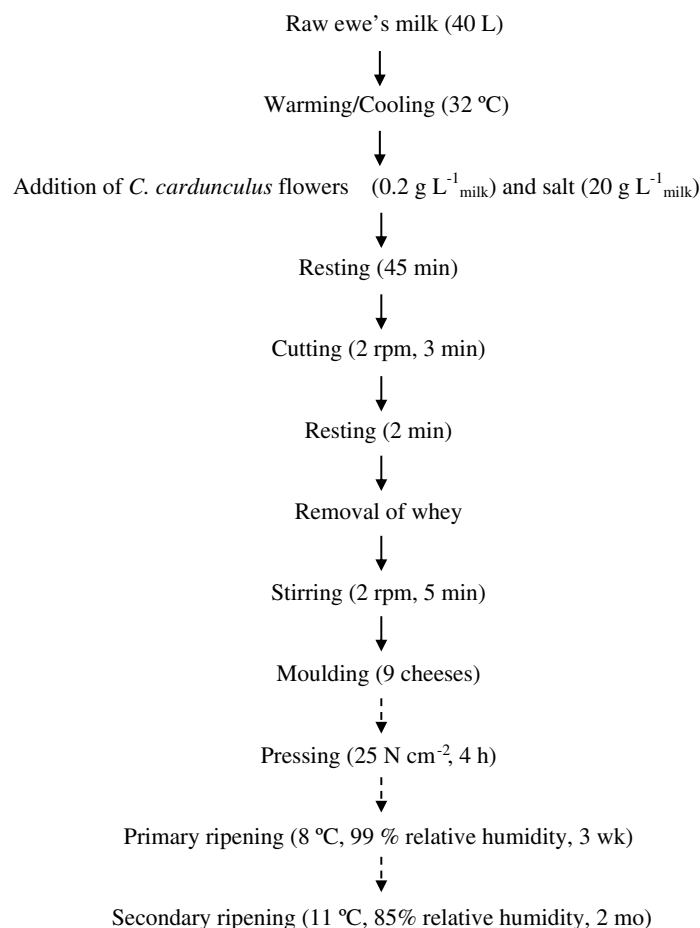 Raw ewe’s milk (40 L)
Warming/Cooling (32 ºC)
Addition of C. cardunculus flowers (0.2 g L-1milk) and salt (20 g L-1milk)
Resting (45 min)
Cutting (2 rpm, 3 min)
Resting (2 min)
Removal of whey
Stirring (2 rpm, 5 min)
Moulding (9 cheeses)
Pressing (25 N cm-2, 4 h)
Primary ripening (8 ºC, 99 % relative humidity, 3 wk)
Secondary ripening (11 ºC, 85% relative humidity, 2 mo)